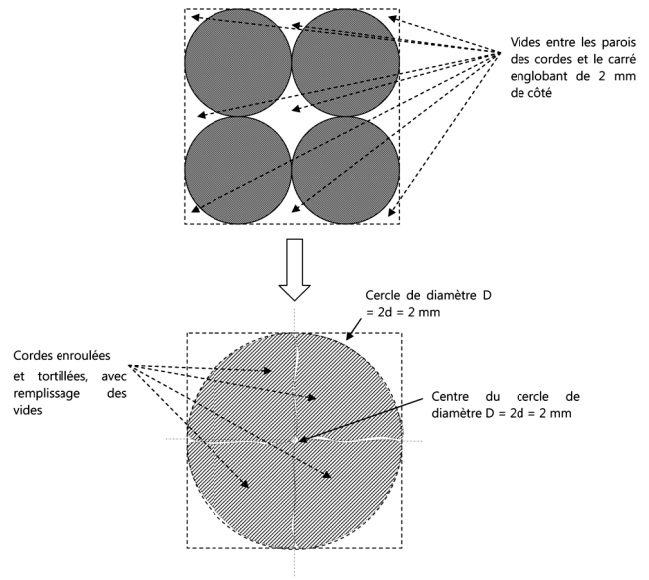 Vides entre les parois
des cordes et le carré
englobant de 2 mm
de côté
Cercle de diamètre D
= 2d = 2 mm
Cordes enroulées
et tortillées, avec
remplissage des
vides
Centre du cercle de
diamètre D = 2d = 2 mm